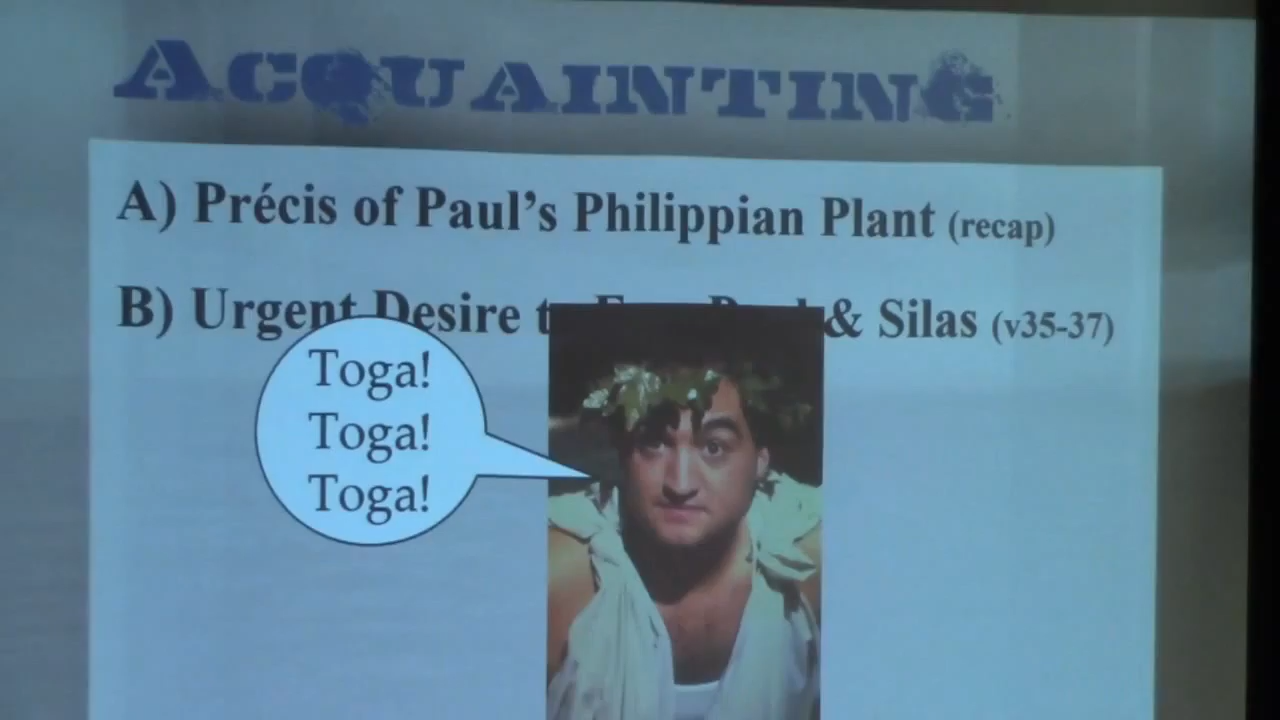 ACQUAINTING
A) Précis of Paul's Philippian Plant (recap)
B) Urgent Desire & Silas (v35-37)
Toga!
Toga!
Toga!